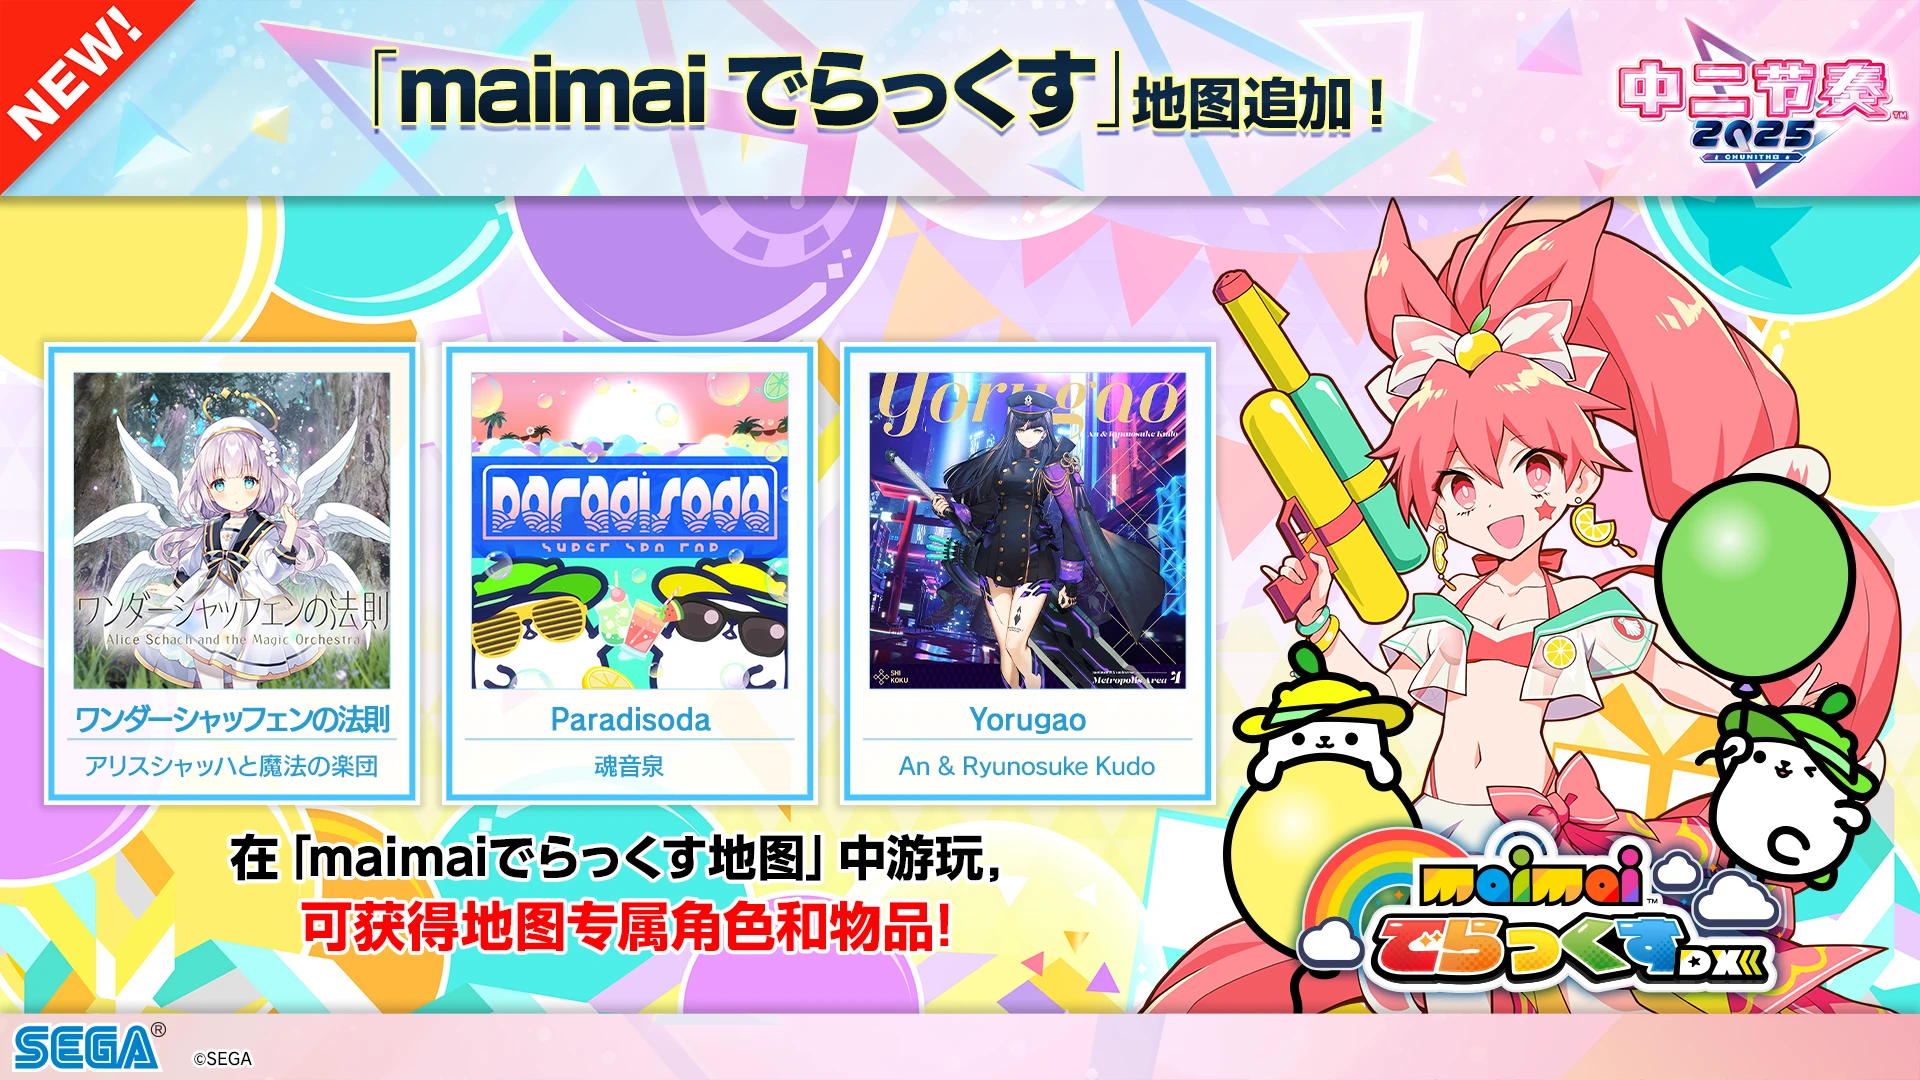 NEW!
「maimai でらっくす」地图追加！
中二节奏™
2025
CHUNITHM
ワンダーシャッフェンの法則
Alice Schach and the Magic Orchestra
ワンダーシャッフェンの法則
アリスシャッハと魔法の楽団
paradisoda
Paradisoda
魂音泉
Yorugao
An & Ryunosuke Kudo
SHI
KOKU
Metropolis Area 4
Yorugao
An & Ryunosuke Kudo
在「maimaiでらっくす地图」中游玩，
可获得地图专属角色和物品!
maimai™
でらっくす DX
SEGA®
©SEGA